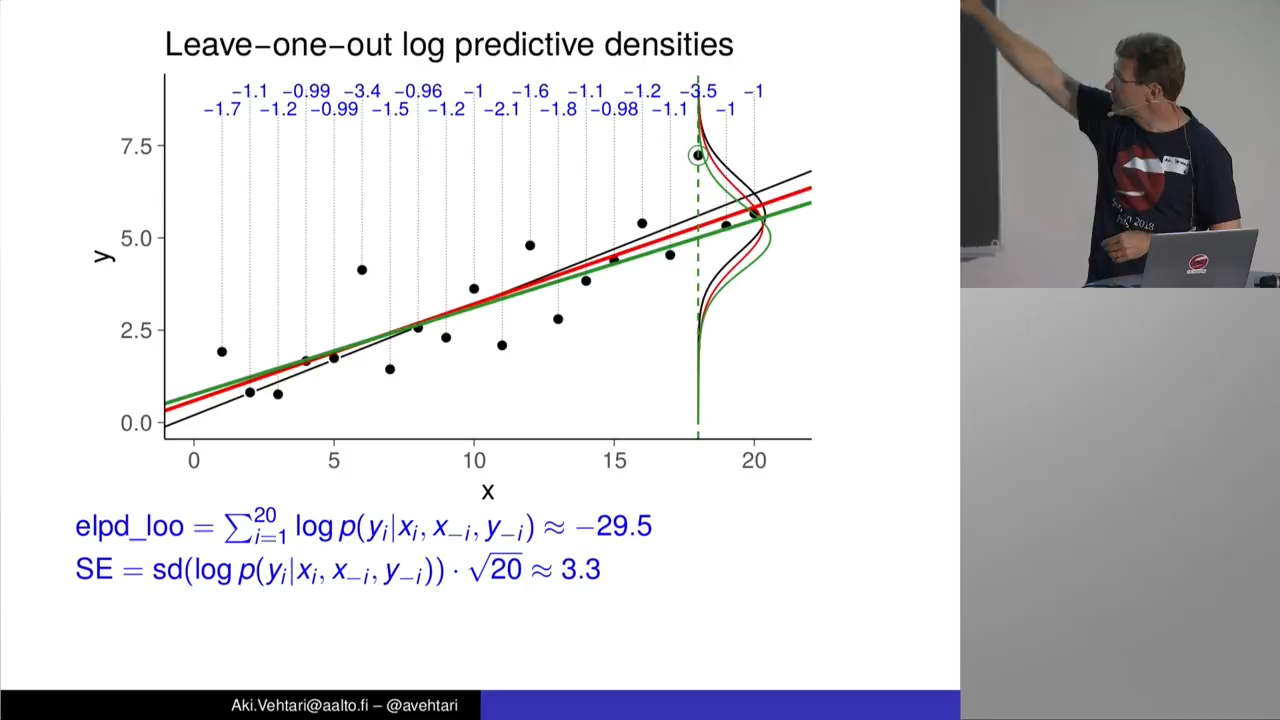 Leave−one−out log predictive densities
−1.1 −0.99 −3.4 −0.96 −1 −1.6 −1.1 −1.2 −3.5 −1
−1.7 −1.2 −0.99 −1.5 −1.2 −2.1 −1.8 −0.98 −1.1 −1
7.5
5.0
2.5
0.0
y
0 5 10 15 20
x
elpd_loo = ∑²⁰ᵢ₌₁ log p(yᵢ|xᵢ, x₋ᵢ, y₋ᵢ) ≈ −29.5
SE = sd(log p(yᵢ|xᵢ, x₋ᵢ, y₋ᵢ)) · √20 ≈ 3.3
Aki.Vehtari@aalto.fi – @avehtari